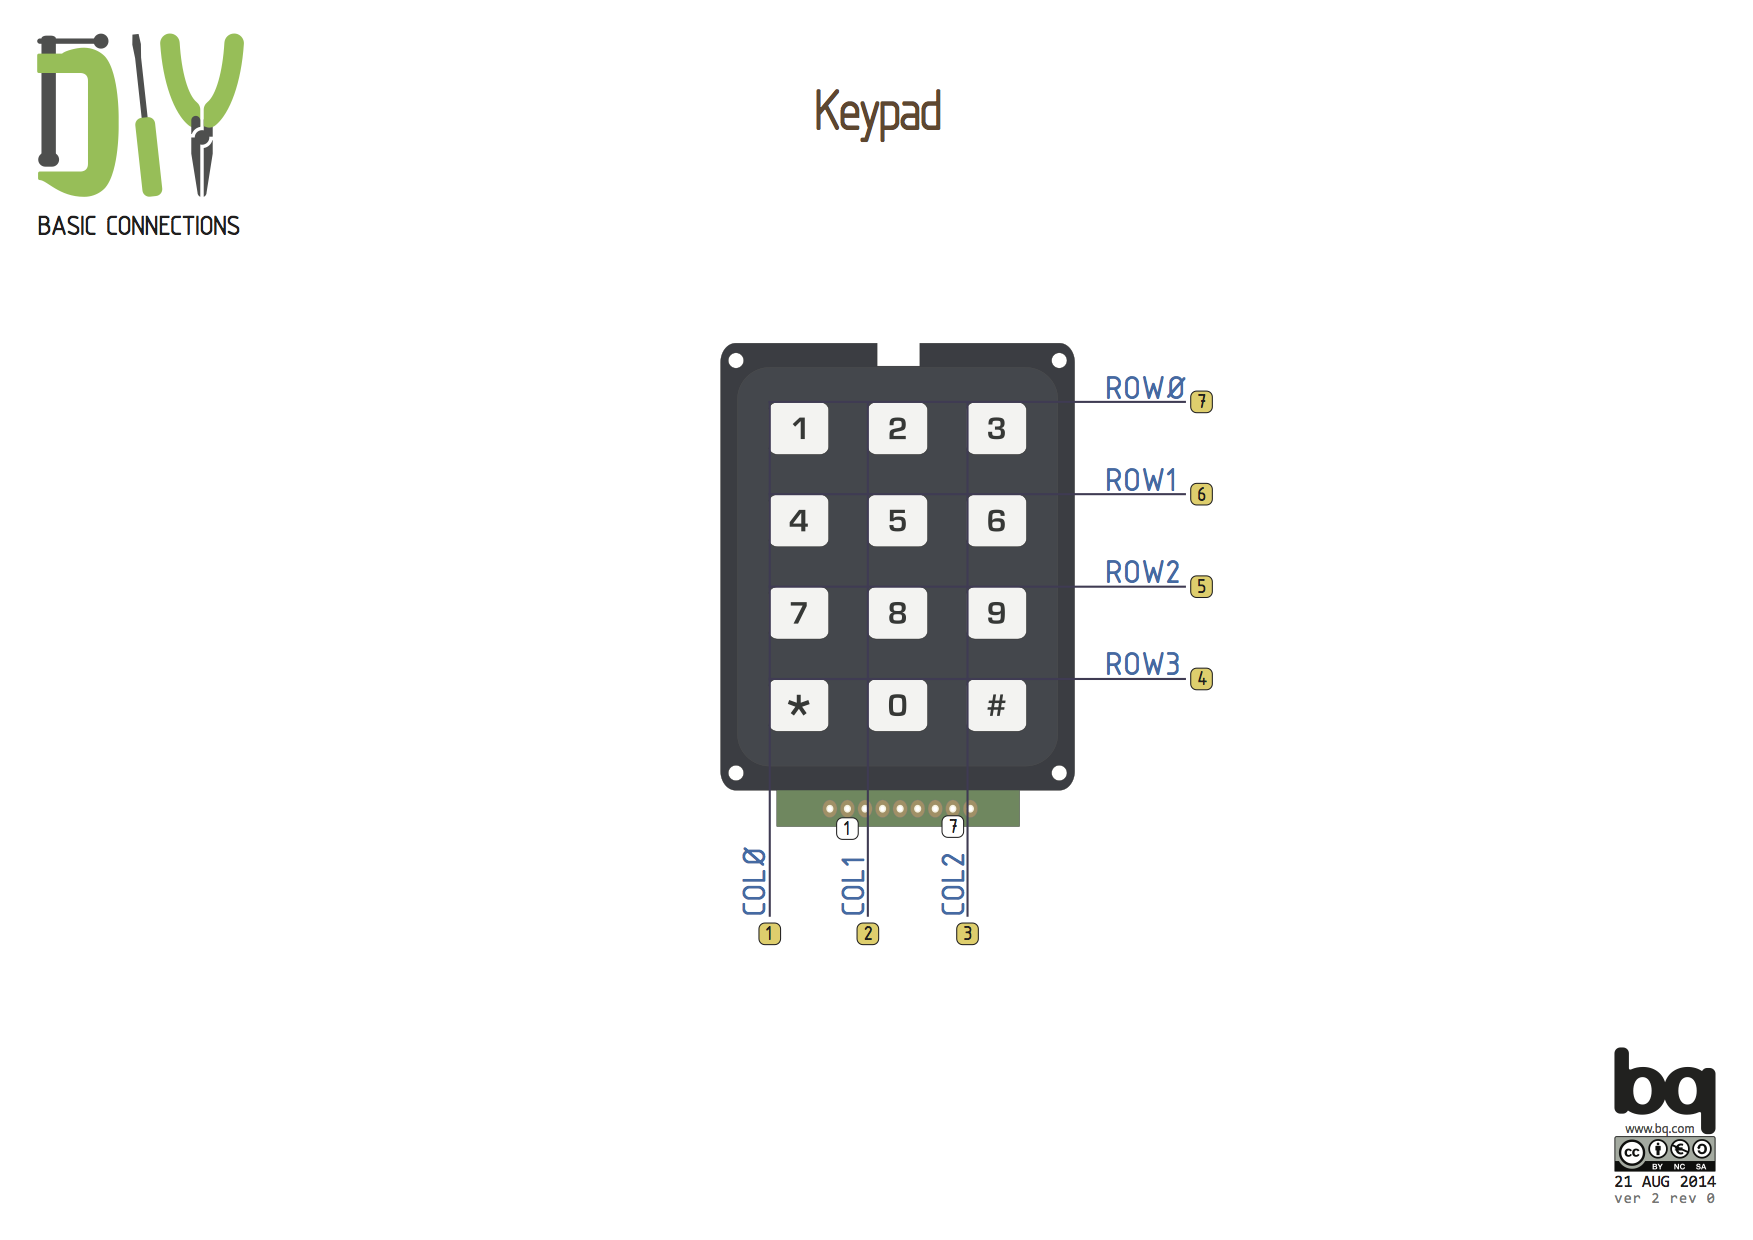 DIY
BASIC CONNECTIONS
Keypad
ROW0 7
1 2 3
ROW1 6
4 5 6
ROW2 5
7 8 9
ROW3 4
* 0 #
1 7
COL0 COL1 COL2
1 2 3
bq
www.bq.com
cc BY NC SA
21 AUG 2014
ver 2 rev 0